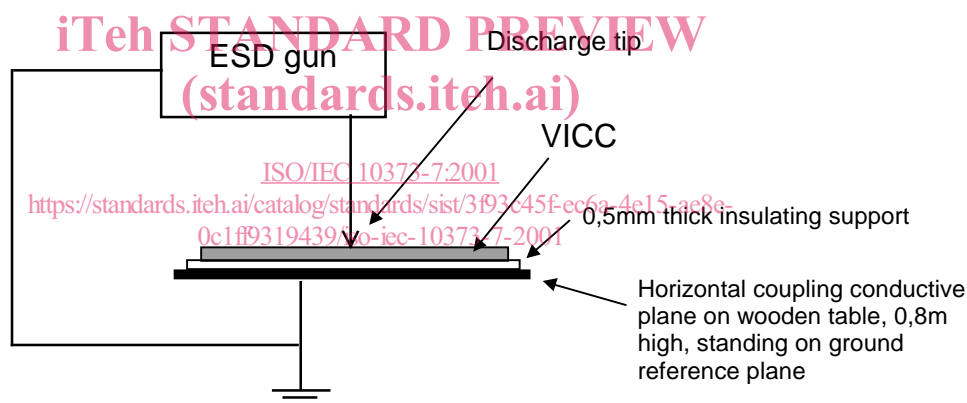 iTeh STANDARD PREVIEW
Discharge tip
ESD gun
(standards.iteh.ai)
VICC
ISO/IEC 10373-7:2001
https://standards.iteh.ai/catalog/standards/sist/3f93c45f-ec6a-4e15-ae8e-
0,5mm thick insulating support
0c1ff9319439/iso-iec-10373-7-2001
Horizontal coupling conductive
plane on wooden table, 0,8m
high, standing on ground
reference plane